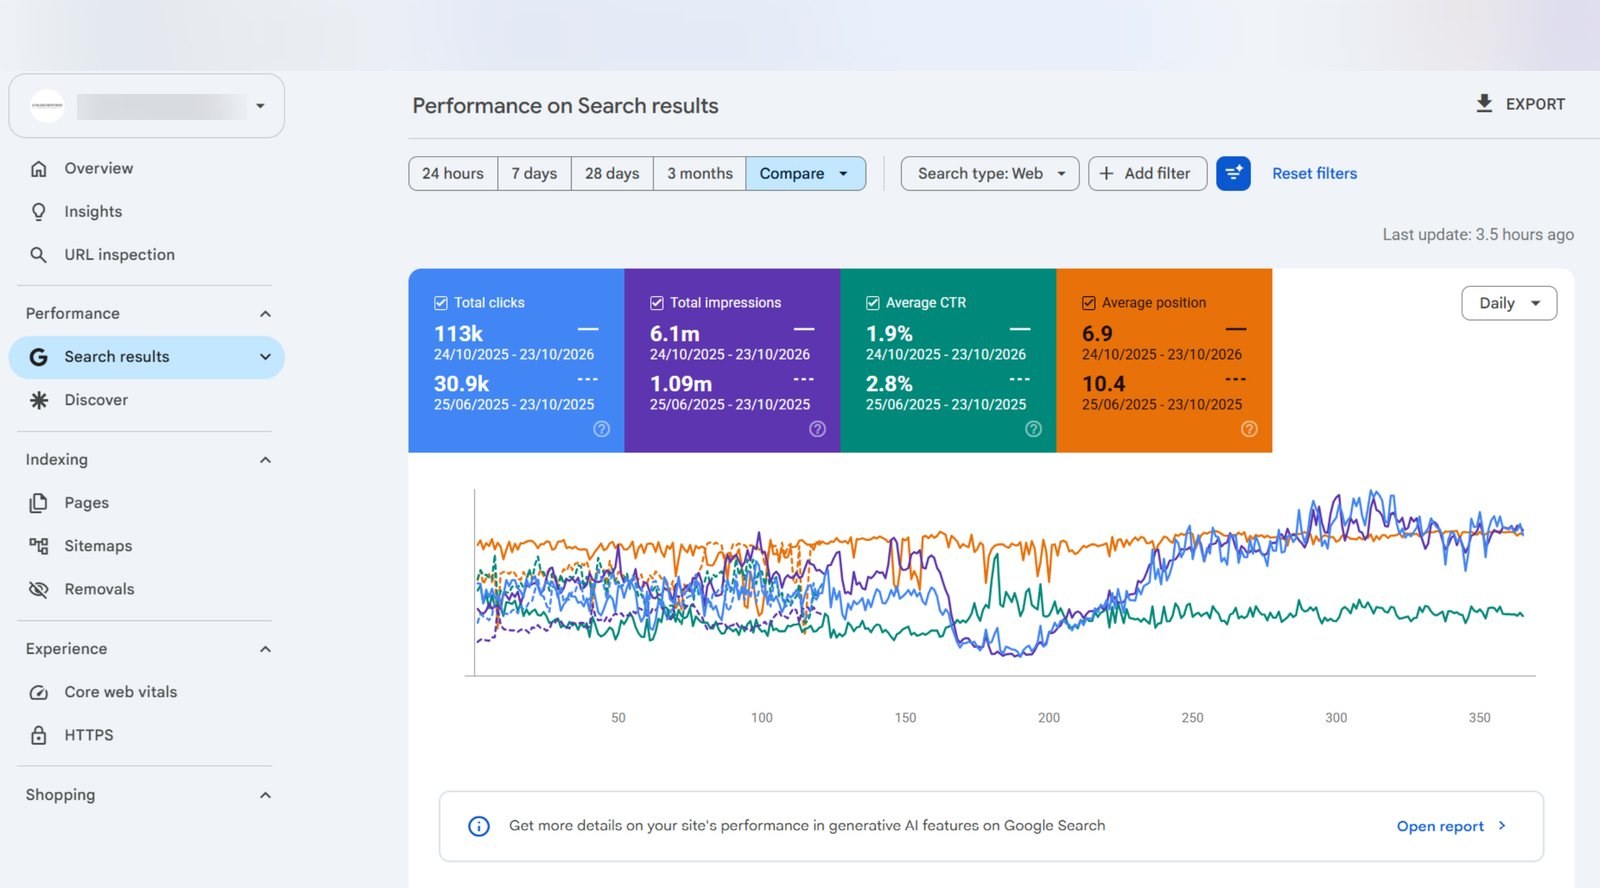 Overview
Insights
URL inspection
Performance
Search results
Discover
Indexing
Pages
Sitemaps
Removals
Experience
Core web vitals
HTTPS
Shopping
Performance on Search results
EXPORT
24 hours 7 days 28 days 3 months Compare Search type: Web Add filter Reset filters
Last update: 3.5 hours ago
Total clicks
113k
24/10/2025 - 23/10/2026
30.9k
25/06/2025 - 23/10/2025
Total impressions
6.1m
24/10/2025 - 23/10/2026
1.09m
25/06/2025 - 23/10/2025
Average CTR
1.9%
24/10/2025 - 23/10/2026
2.8%
25/06/2025 - 23/10/2025
Average position
6.9
24/10/2025 - 23/10/2026
10.4
25/06/2025 - 23/10/2025
Daily
50 100 150 200 250 300 350
Get more details on your site's performance in generative AI features on Google Search
Open report